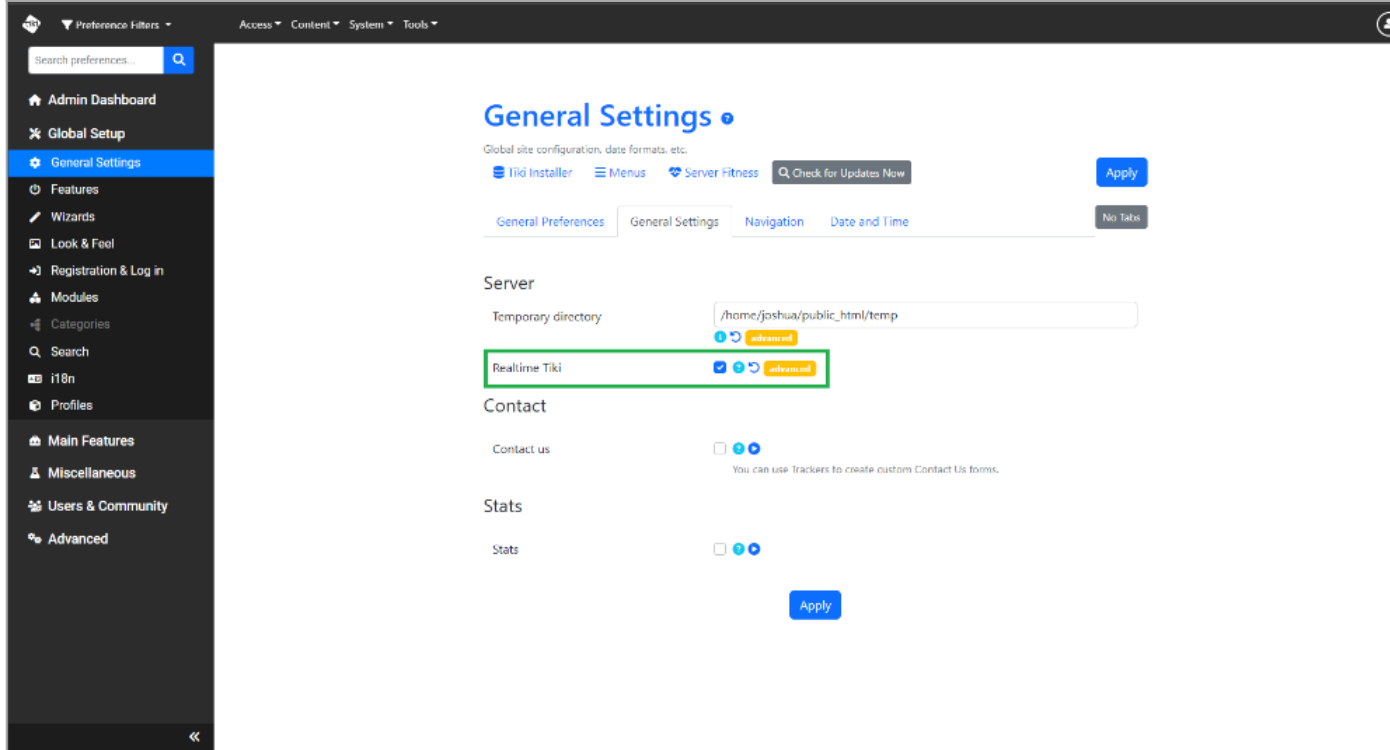 Tiki
Preference Filters
Access Content System Tools
Search preferences...
Admin Dashboard
Global Setup
General Settings
Features
Wizards
Look & Feel
Registration & Log in
Modules
Categories
Search
i18n
Profiles
Main Features
Miscellaneous
Users & Community
Advanced
General Settings
Global site configuration, date formats, etc.
Tiki Installer Menus Server Fitness Check for Updates Now
Apply
General Preferences General Settings Navigation Date and Time
No Tabs
Server
Temporary directory /home/joshua/public_html/temp
advanced
Realtime Tiki advanced
Contact
Contact us
You can use Trackers to create custom Contact Us forms.
Stats
Stats
Apply